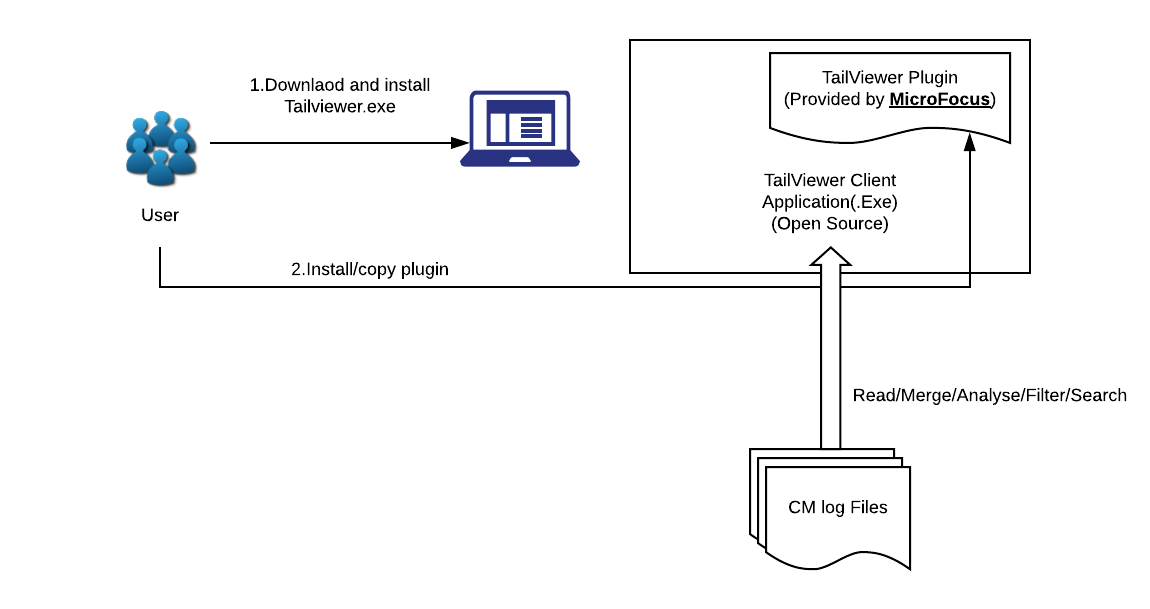 1.Downlaod and install
Tailviewer.exe
User
2.Install/copy plugin
TailViewer Plugin
(Provided by MicroFocus)
TailViewer Client
Application(.Exe)
(Open Source)
Read/Merge/Analyse/Filter/Search
CM log Files